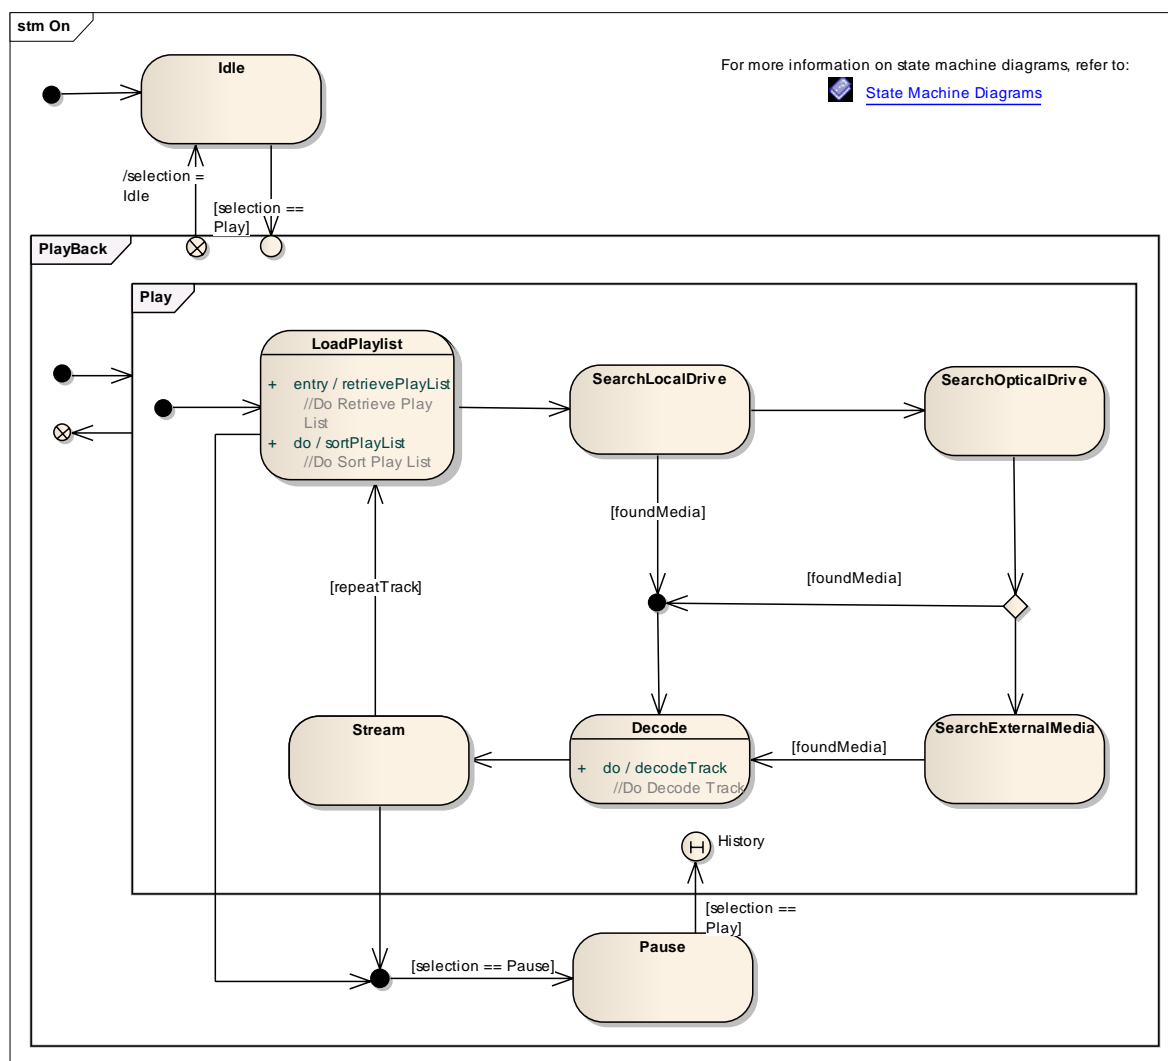 stm On
Idle
For more information on state machine diagrams, refer to:
State Machine Diagrams
/selection =
Idle
[selection ==
Play]
PlayBack
Play
LoadPlaylist
+ entry / retrievePlayList
//Do Retrieve Play
List
+ do / sortPlayList
//Do Sort Play List
SearchLocalDrive
SearchOpticalDrive
[foundMedia]
[foundMedia]
[repeatTrack]
Stream
Decode
+ do / decodeTrack
//Do Decode Track
[foundMedia]
SearchExternalMedia
H
History
[selection ==
Play]
Pause
[selection == Pause]